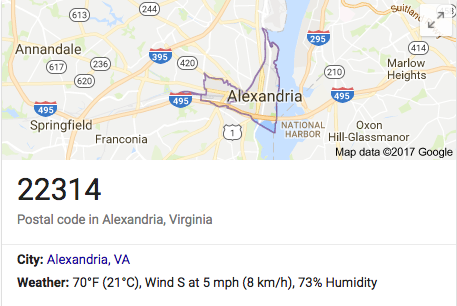 613
244
295
Suitlan
Annandale
395
420
414
617
236
Marlow
Heights
620
495
210
495
Alexandria
495
Springfield
NATIONAL
HARBOR
Oxon
Hill-Glassmanor
1
Franconia
Map data ©2017 Google
22314
Postal code in Alexandria, Virginia
City: Alexandria, VA
Weather: 70°F (21°C), Wind S at 5 mph (8 km/h), 73% Humidity